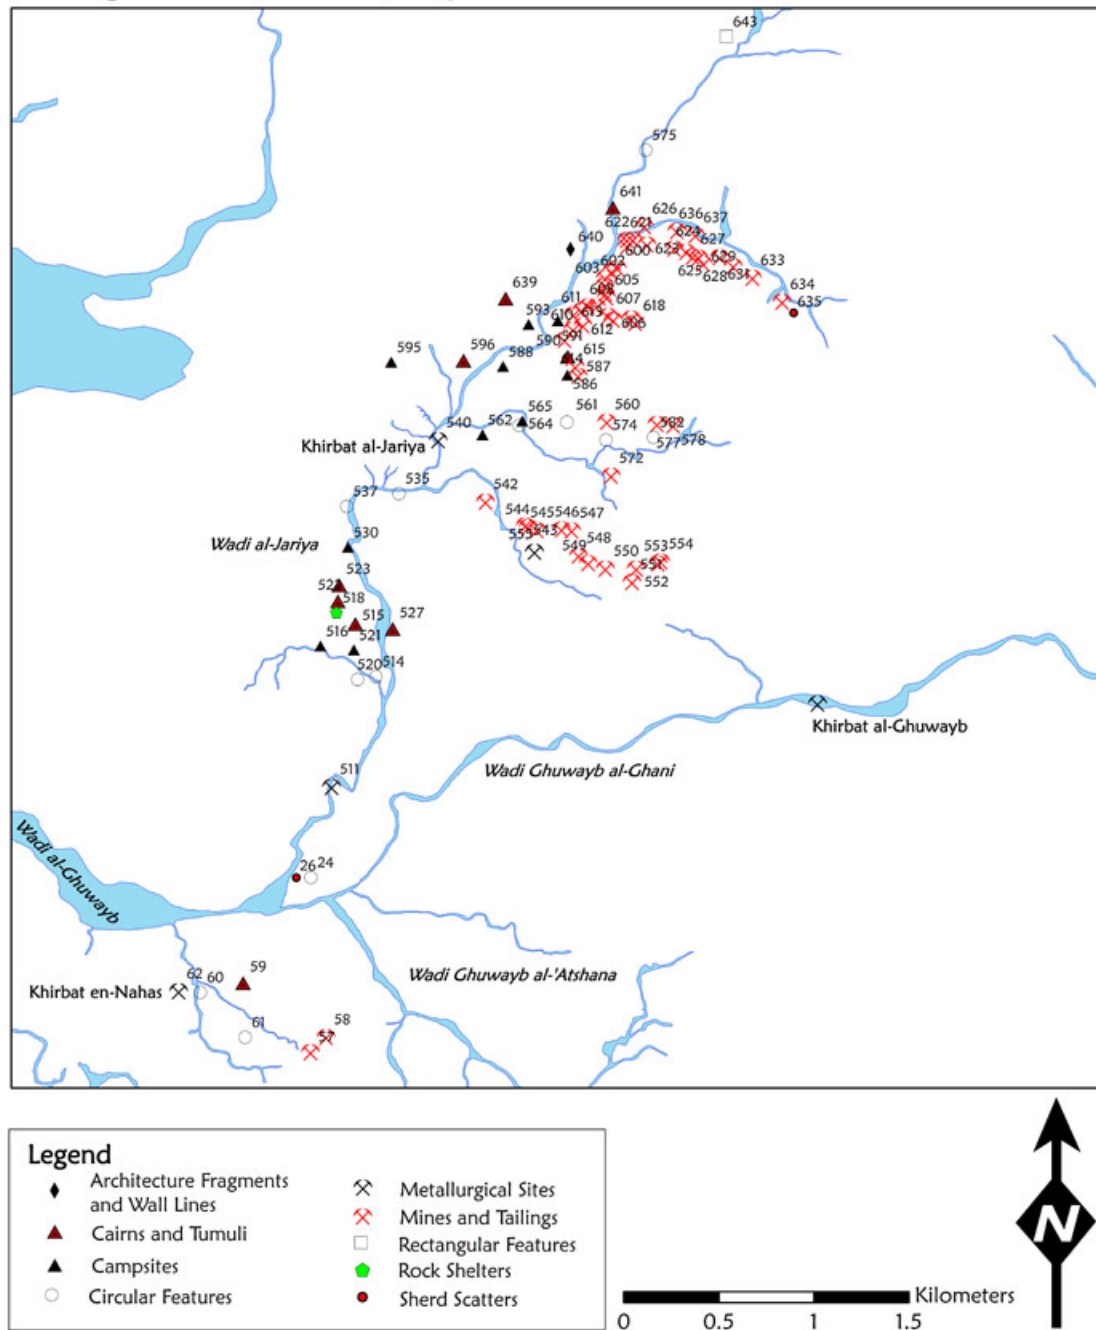 643
575
641
626 636 637
622 621
624
640
600 623 627
603 602
625 629
628 631
633
605
634
635
639
608
607
611
593
610 613
618
612 606
590 591
595
596
588
615
614
587
586
565
561
560
540
562
564
574
582
577 578
Khirbat al-Jariya
572
535
537
542
544 545 546 547
530
555 543
Wadi al-Jariya
549
548
550
553 554
551
552
523
522
518
515
527
516
521
520 514
Khirbat al-Ghuwayb
511
Wadi Ghuwayb al-Ghani
Wadi al-Ghuwayb
26 24
59
62 60
Wadi Ghuwayb al-'Atshana
Khirbat en-Nahas
61
58
57
Legend
Architecture Fragments
and Wall Lines
Cairns and Tumuli
Campsites
Circular Features
Metallurgical Sites
Mines and Tailings
Rectangular Features
Rock Shelters
Sherd Scatters
Kilometers
0 0.5 1 1.5
N